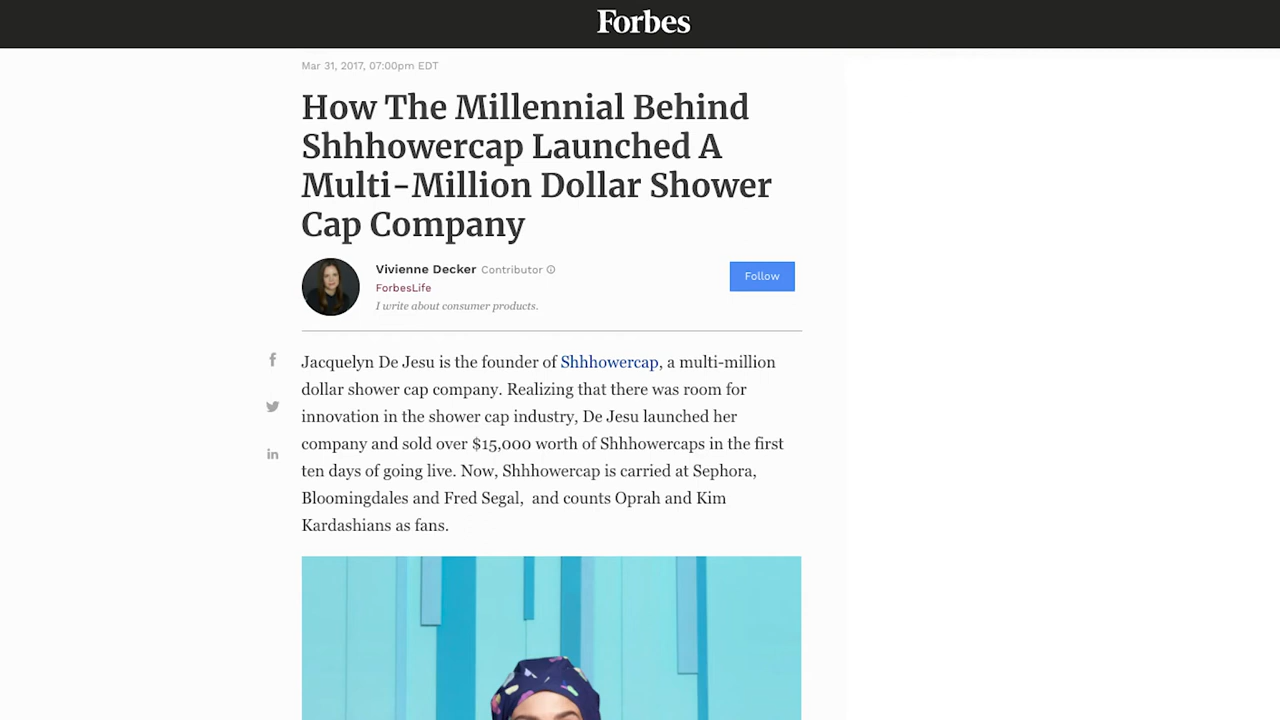 Forbes
Mar 31, 2017, 07:00pm EDT
How The Millennial Behind
Shhhowercap Launched A
Multi-Million Dollar Shower
Cap Company
Vivienne Decker Contributor
ForbesLife
I write about consumer products.
Follow
Jacquelyn De Jesu is the founder of Shhhowercap, a multi-million
dollar shower cap company. Realizing that there was room for
innovation in the shower cap industry, De Jesu launched her
company and sold over $15,000 worth of Shhhowercaps in the first
ten days of going live. Now, Shhhowercap is carried at Sephora,
Bloomingdales and Fred Segal,  and counts Oprah and Kim
Kardashians as fans.